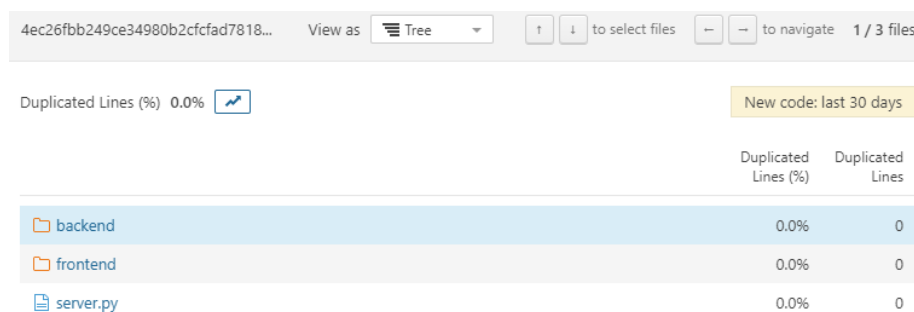 4ec26fbb249ce34980b2cfcfad7818... View as Tree ↑ ↓ to select files ← → to navigate 1 / 3 files
Duplicated Lines (%) 0.0% New code: last 30 days
Duplicated Lines (%) Duplicated Lines
backend 0.0% 0
frontend 0.0% 0
server.py 0.0% 0